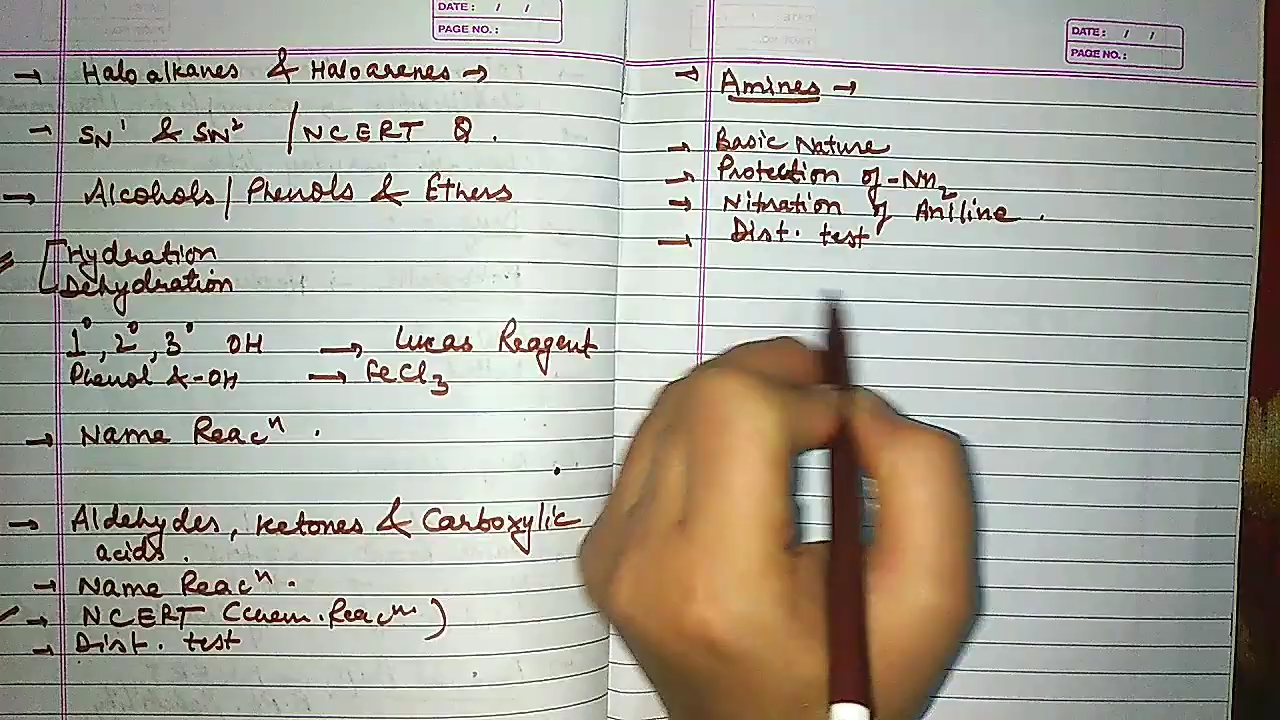 DATE: / /
PAGE NO.:
→ Haloalkanes & Haloarenes →
→ SN¹ & SN² / NCERT Q.
→ Alcohols / Phenols & Ethers
Hydration
Dehydration
1°, 2°, 3° OH → Lucas Reagent
Phenol & -OH → FeCl₃
→ Name Reacⁿ.
→ Aldehydes, Ketones & Carboxylic
acids.
→ Name Reacⁿ.
→ NCERT (Chem. Reacⁿˢ)
→ Dist. test
DATE: / /
PAGE NO.:
→ Amines →
→ Basic Nature
→ Protection of -NH₂
→ Nitration of Aniline.
→ Dist. test